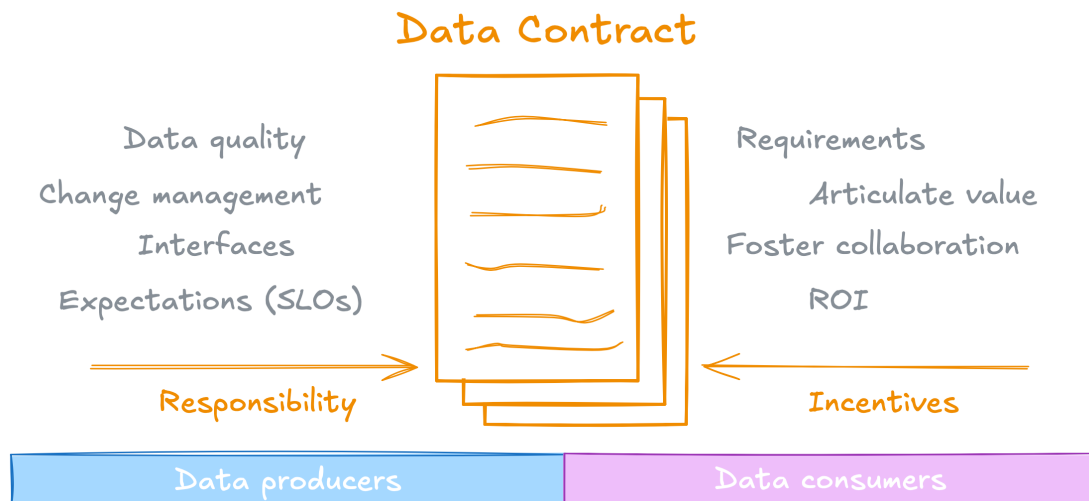 Data Contract
Data quality
Change management
Interfaces
Expectations (SLOs)
Responsibility
Requirements
Articulate value
Foster collaboration
ROI
Incentives
Data producers
Data consumers